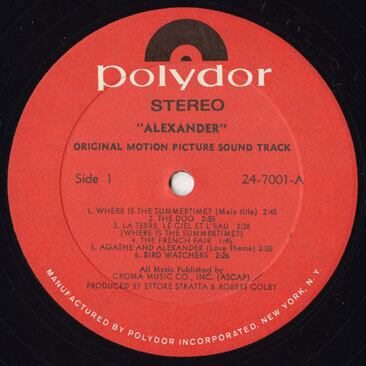 polydor
STEREO
"ALEXANDER"
ORIGINAL MOTION PICTURE SOUND TRACK
Side 1 24-7001-A
1. WHERE IS THE SUMMERTIME? (Main title) 2:45
2. THE DOG 2:55
3. LA TERRE, LE CIEL ET L'EAU 2:28
(WHERE IS THE SUMMERTIME?)
4. THE FRENCH FAIR 1:45
5. AGATHE AND ALEXANDER (Love Theme) 2:50
6. BIRD WATCHERS 2:26
All Music Published by
CROMA MUSIC CO., INC. (ASCAP)
PRODUCED BY ETTORE STRATTA & ROBERT COLBY
MANUFACTURED BY POLYDOR INCORPORATED. NEW YORK, N.Y.